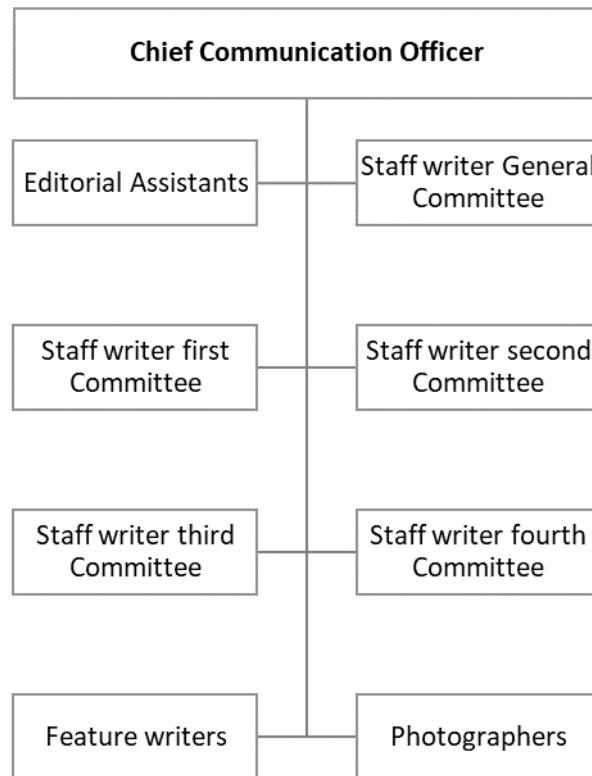 Chief Communication Officer
Editorial Assistants
Staff writer General
Committee
Staff writer first
Committee
Staff writer second
Committee
Staff writer third
Committee
Staff writer fourth
Committee
Feature writers
Photographers